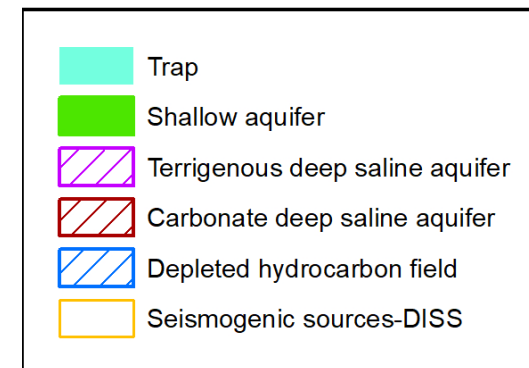 Trap
Shallow aquifer
Terrigenous deep saline aquifer
Carbonate deep saline aquifer
Depleted hydrocarbon field
Seismogenic sources-DISS